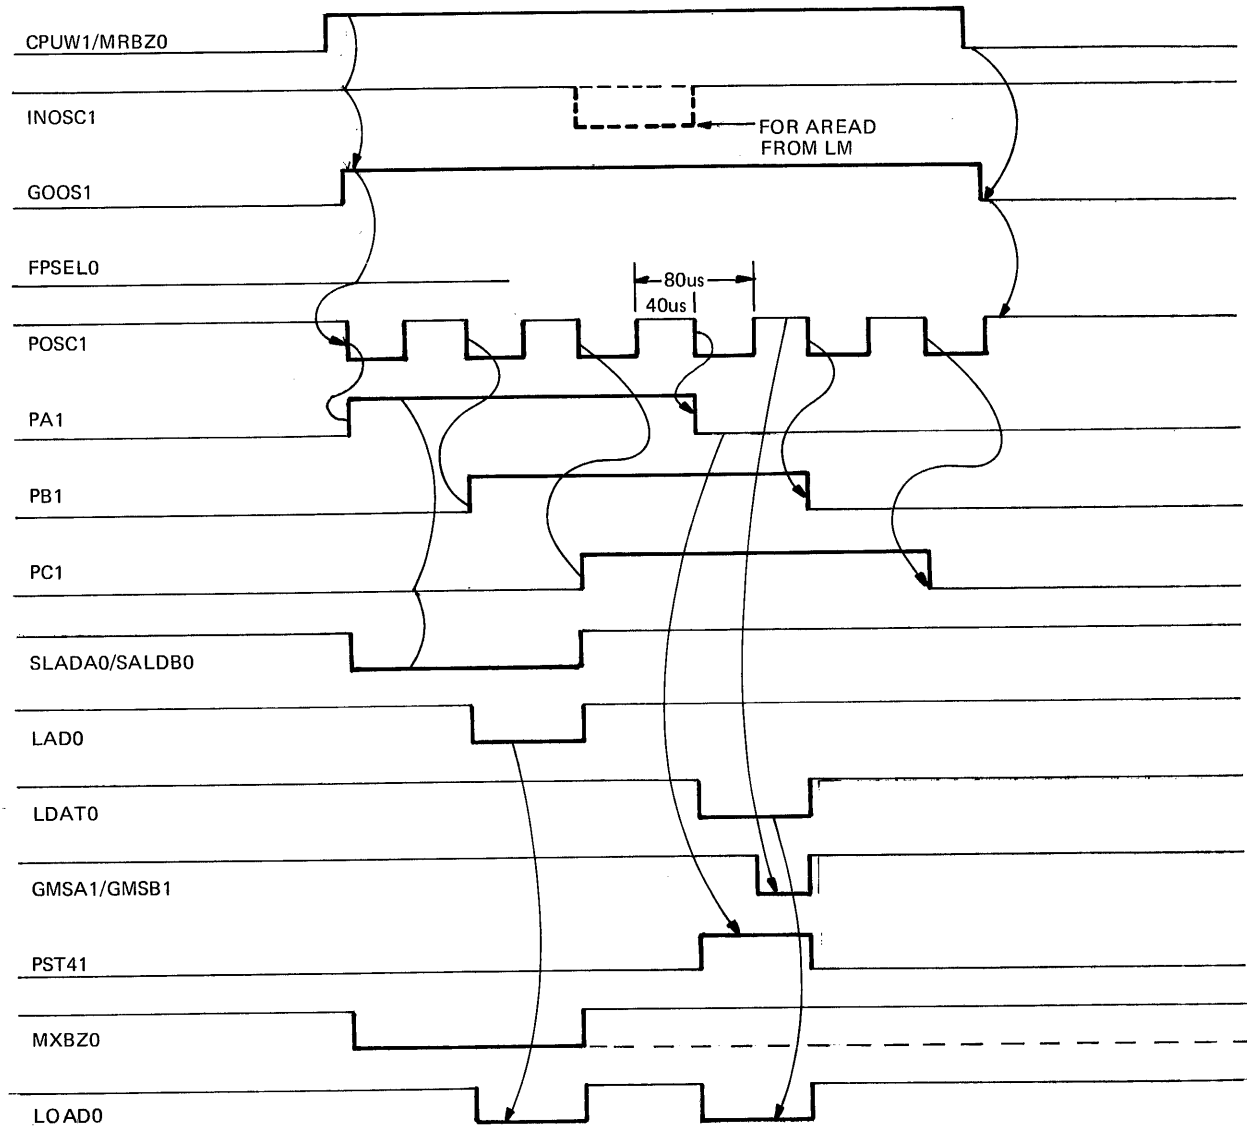 CPUW1/MRBZ0
INOSC1
FOR AREAD
FROM LM
GOOS1
FPSEL0
80us
40us
POSC1
PA1
PB1
PC1
SLADA0/SALDB0
LAD0
LDAT0
GMSA1/GMSB1
PST41
MXBZ0
LOAD0